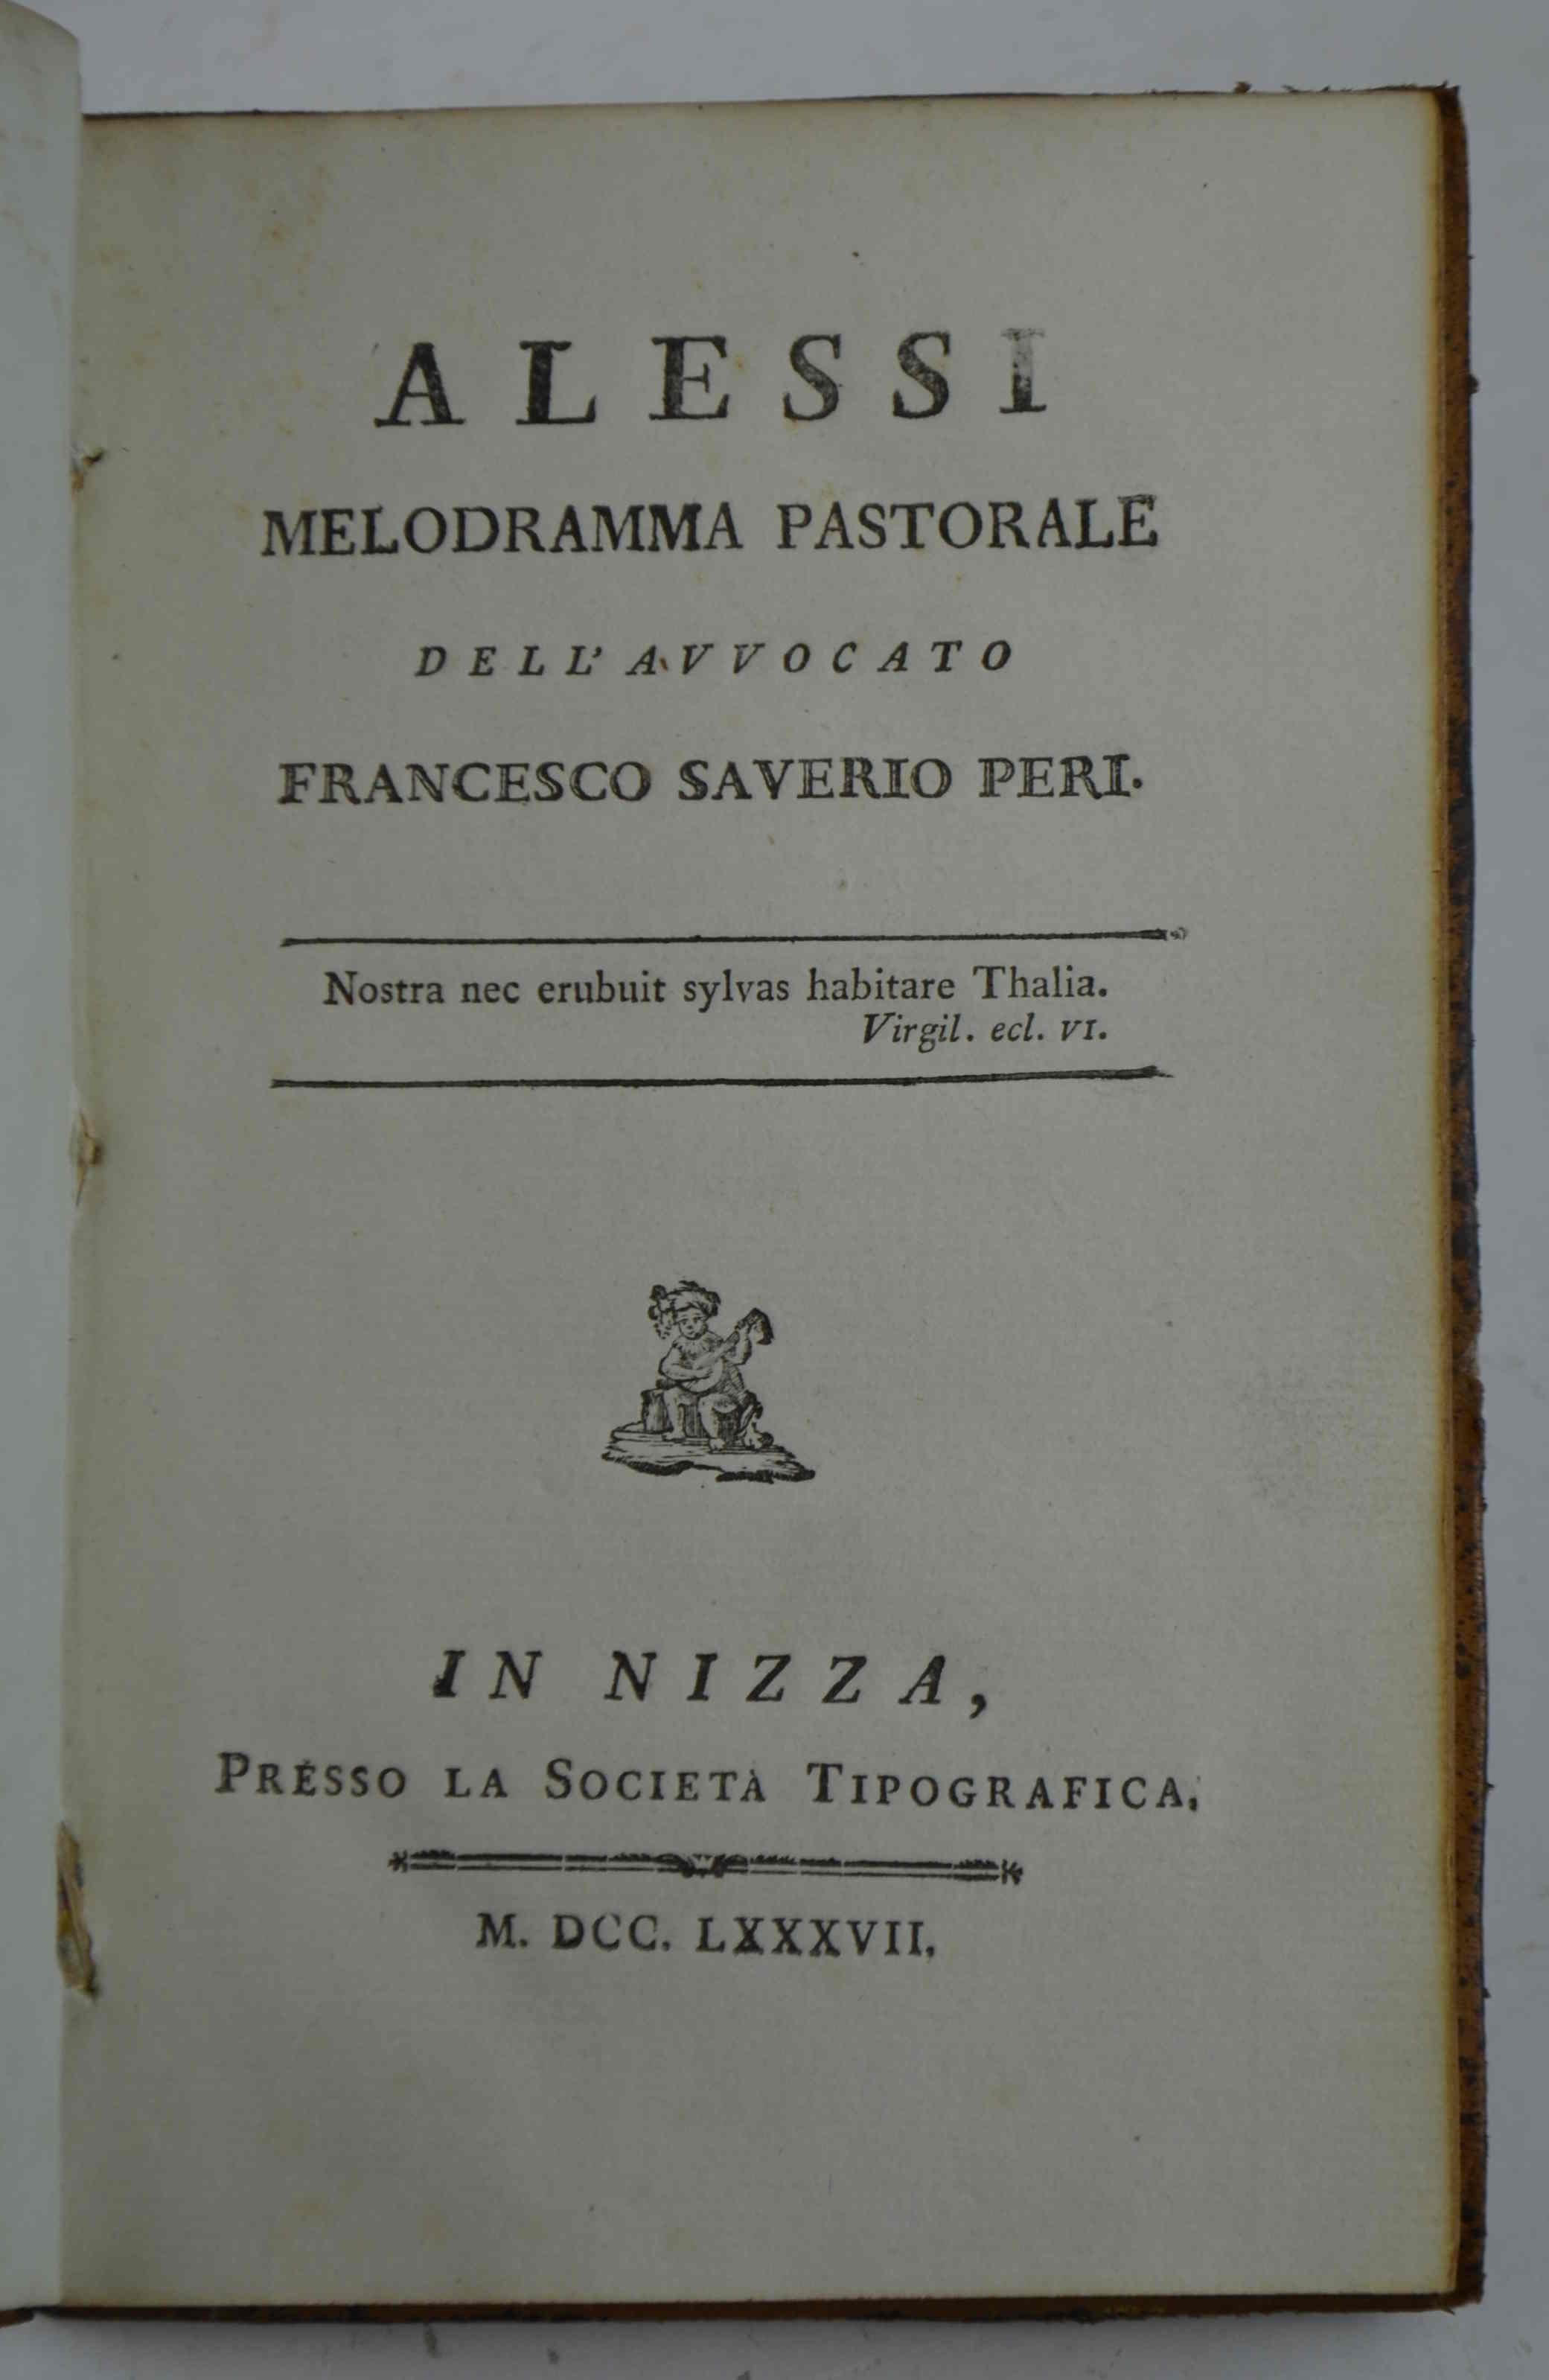 ALESSI
MELODRAMMA PASTORALE
DELL' AVVOCATO
FRANCESCO SAVERIO PERI.
Nostra nec erubuit sylvas habitare Thalia.
Virgil. ecl. VI.
IN NIZZA,
PRESSO LA SOCIETÀ TIPOGRAFICA.
M. DCC. LXXXVII.